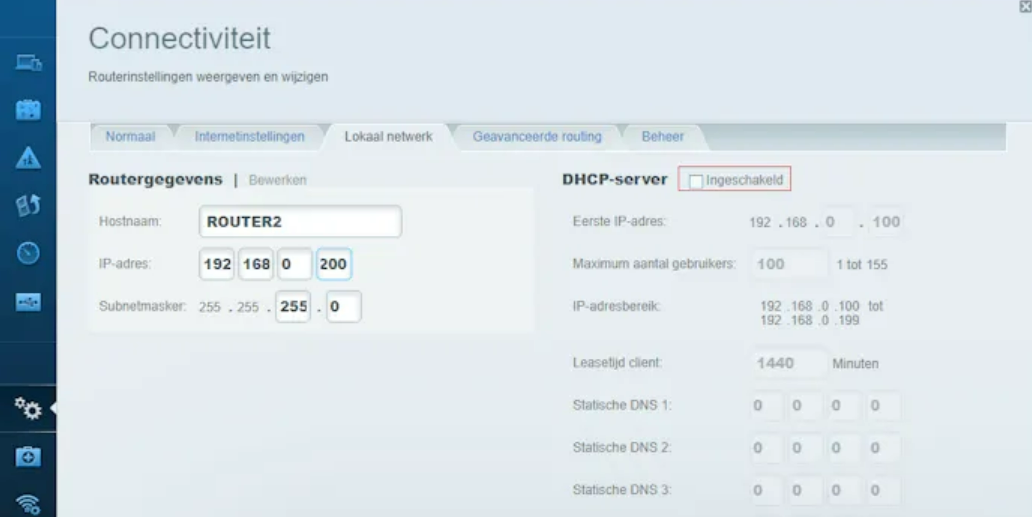 Connectiviteit
Routerinstellingen weergeven en wijzigen
Normaal Internetinstellingen Lokaal netwerk Geavanceerde routing Beheer
Routergegevens | Bewerken
Hostnaam: ROUTER2
IP-adres: 192 168 0 200
Subnetmasker: 255 . 255 . 255 . 0
DHCP-server Ingeschakeld
Eerste IP-adres: 192 . 168 . 0 . 100
Maximum aantal gebruikers: 100 1 tot 155
IP-adresbereik: 192 .168 .0 .100 tot
192 .168 .0 .199
Leasetijd client: 1440 Minuten
Statische DNS 1: 0 0 0 0
Statische DNS 2: 0 0 0 0
Statische DNS 3: 0 0 0 0